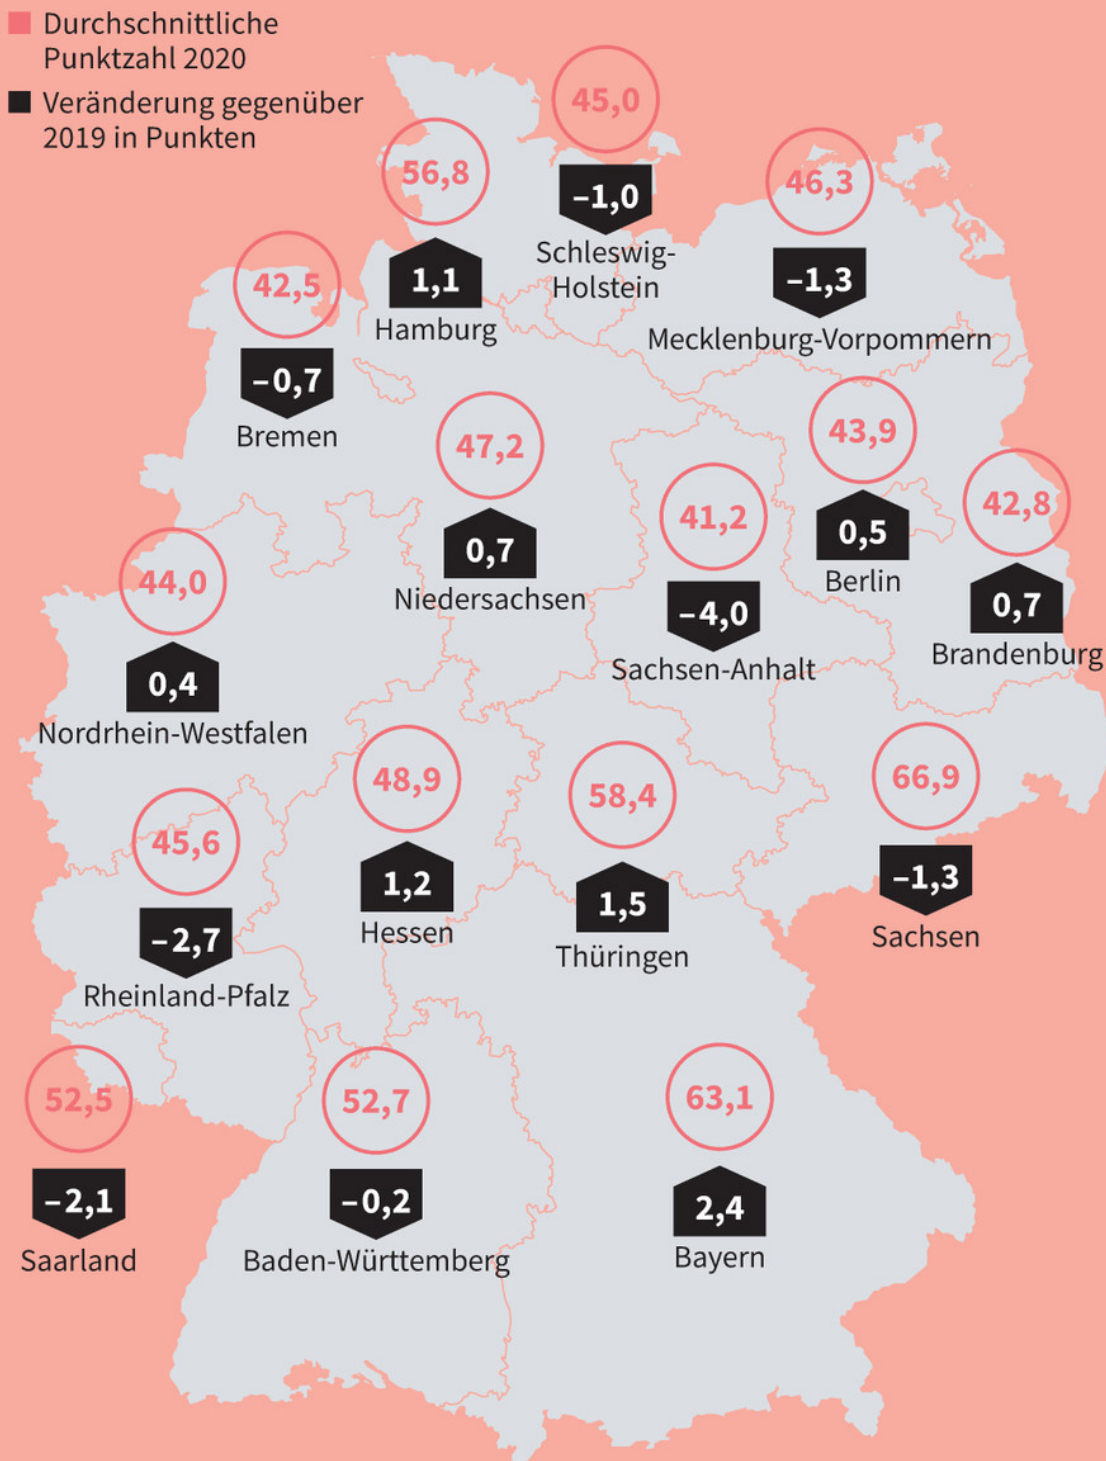 Durchschnittliche
Punktzahl 2020
Veränderung gegenüber
2019 in Punkten
45,0
–1,0
Schleswig-
Holstein
56,8
1,1
Hamburg
46,3
–1,3
Mecklenburg-Vorpommern
42,5
–0,7
Bremen
47,2
0,7
Niedersachsen
43,9
0,5
Berlin
41,2
–4,0
Sachsen-Anhalt
42,8
0,7
Brandenburg
44,0
0,4
Nordrhein-Westfalen
48,9
1,2
Hessen
58,4
1,5
Thüringen
66,9
–1,3
Sachsen
45,6
–2,7
Rheinland-Pfalz
52,5
–2,1
Saarland
52,7
–0,2
Baden-Württemberg
63,1
2,4
Bayern